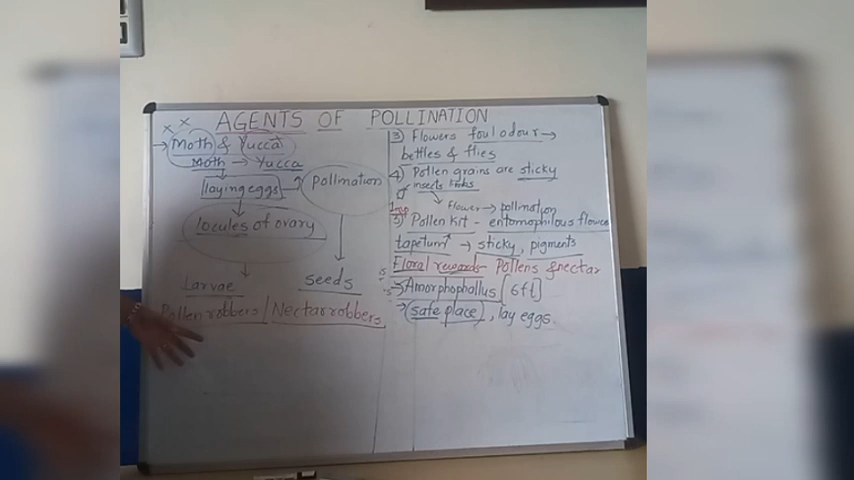 AGENTS OF POLLINATION
x x
→ Moth & Yucca
Moth → Yucca
laying eggs → Pollination
locules of ovary
Larvae
seeds
Pollen robbers / Nectar robbers
3) Flowers foul odour →
bettles & flies
4) Pollen grains are sticky
insects
Flower → pollination
5) Pollen kit - entomophilous flowe
tapetum → sticky, pigments
Floral rewards - Pollens & nectar
→ Amorphophallus [6ft]
→ (safe place), lay eggs.